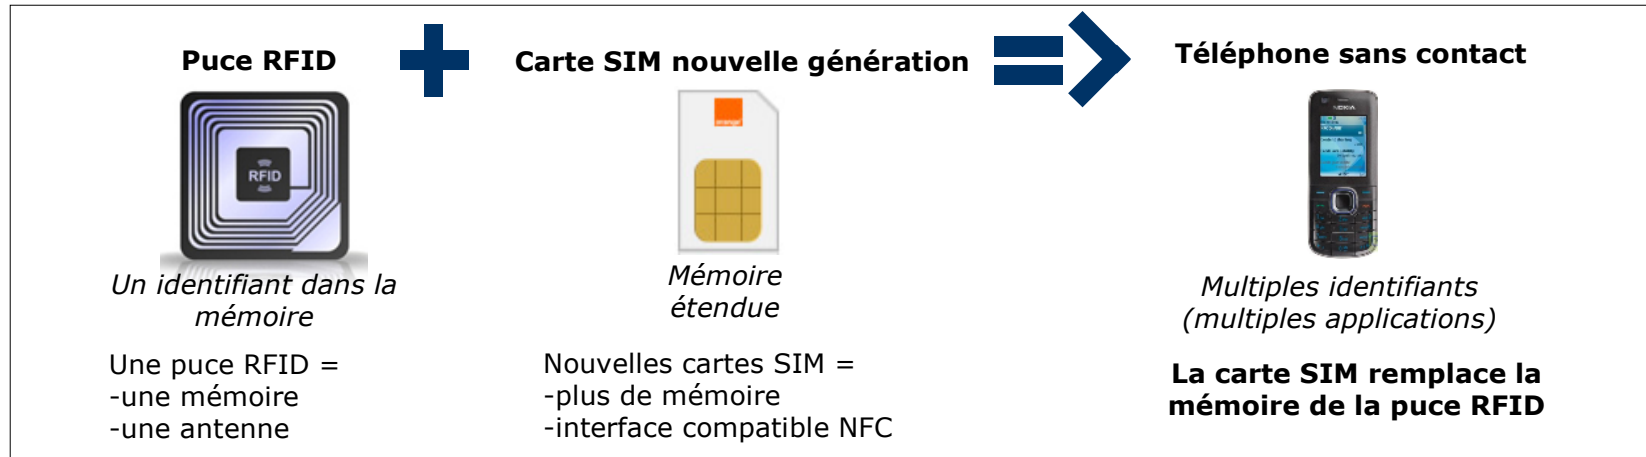 Puce RFID
RFID
Un identifiant dans la
mémoire
Une puce RFID =
-une mémoire
-une antenne
Carte SIM nouvelle génération
orange
Mémoire
étendue
Nouvelles cartes SIM =
-plus de mémoire
-interface compatible NFC
Téléphone sans contact
NOKIA
Multiples identifiants
(multiples applications)
La carte SIM remplace la
mémoire de la puce RFID